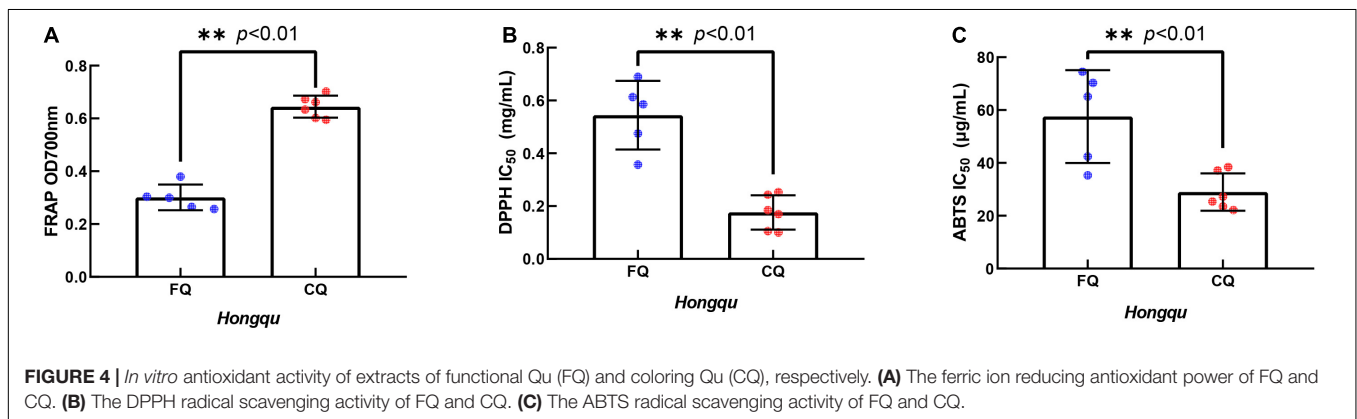 A
** p<0.01
FRAP OD700nm
0.8
0.6
0.4
0.2
0.0
FQ CQ
Hongqu
B
** p<0.01
DPPH IC50 (mg/mL)
0.8
0.6
0.4
0.2
0.0
FQ CQ
Hongqu
C
** p<0.01
ABTS IC50 (µg/mL)
80
60
40
20
0
FQ CQ
Hongqu
FIGURE 4 | In vitro antioxidant activity of extracts of functional Qu (FQ) and coloring Qu (CQ), respectively. (A) The ferric ion reducing antioxidant power of FQ and
CQ. (B) The DPPH radical scavenging activity of FQ and CQ. (C) The ABTS radical scavenging activity of FQ and CQ.